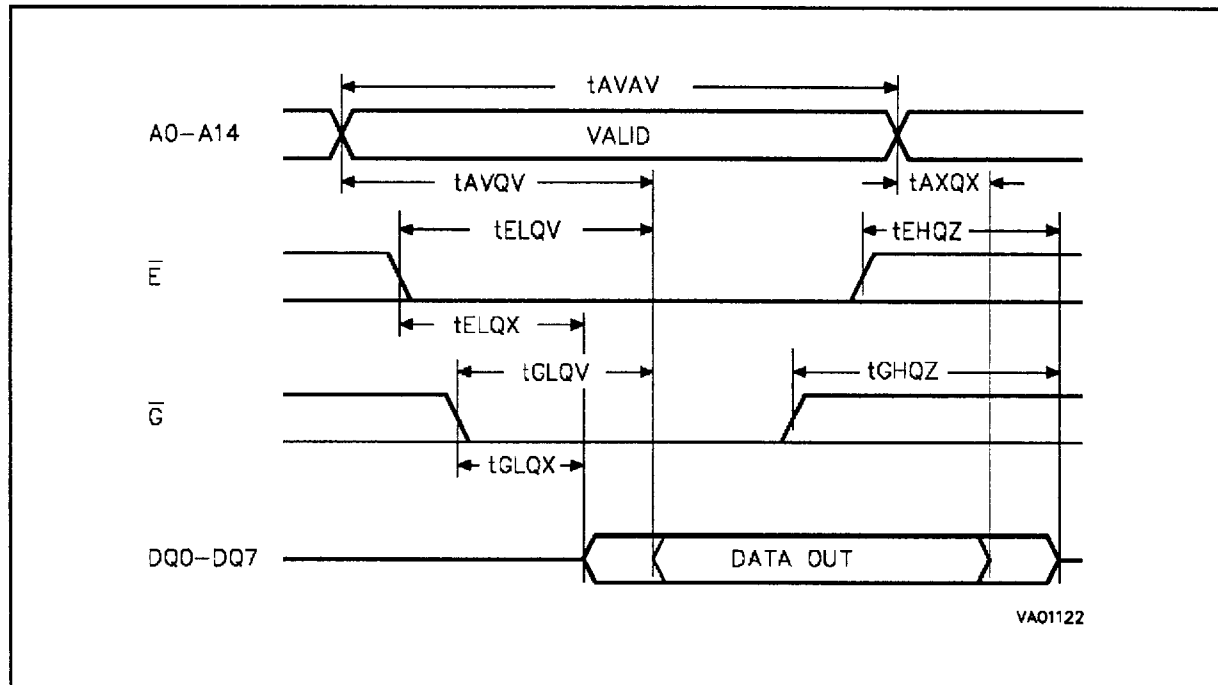 tAVAV
A0-A14
VALID
tAVQV
tAXQX
tELQV
tEHQZ
E̅
tELQX
tGLQV
tGHQZ
G̅
tGLQX
DQ0-DQ7
DATA OUT
VA01122